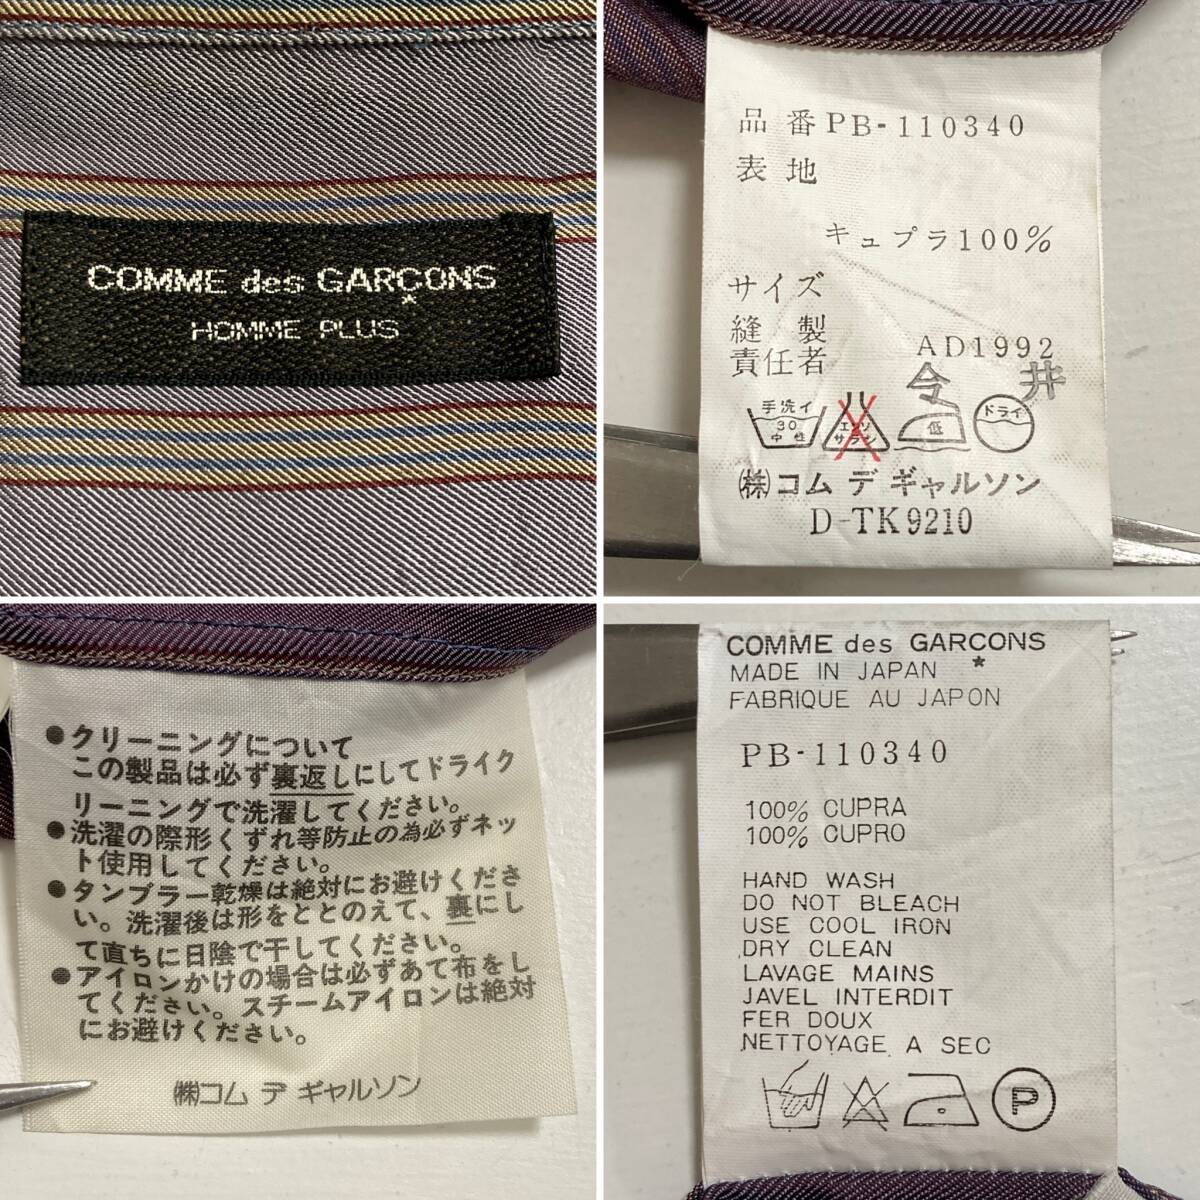 COMME des GARÇONS
*
HOMME PLUS
品番PB-110340
表地
キュプラ100%
サイズ
縫製
責任者
AD1992
今井
手洗イ
30
中性
エンソ
サラシ
低
ドライ
㈱コム デ ギャルソン
D-TK9210
●クリーニングについて
この製品は必ず裏返しにしてドライク
リーニングで洗濯してください。
●洗濯の際形くずれ等防止の為必ずネッ
ト使用してください。
●タンブラー乾燥は絶対にお避けくださ
い。洗濯後は形をととのえて、裏にし
て直ちに日陰で干してください。
●アイロンかけの場合は必ずあて布をし
てください。スチームアイロンは絶対
にお避けください。
㈱コム デ ギャルソン
COMME des GARCONS
*
MADE IN JAPAN
FABRIQUE AU JAPON
PB-110340
100% CUPRA
100% CUPRO
HAND WASH
DO NOT BLEACH
USE COOL IRON
DRY CLEAN
LAVAGE MAINS
JAVEL INTERDIT
FER DOUX
NETTOYAGE A SEC
P